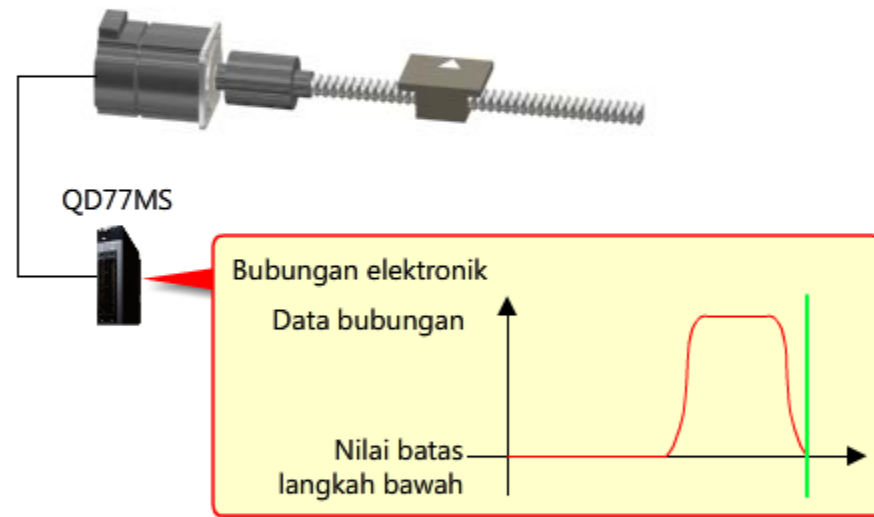 QD77MS
Bubungan elektronik
Data bubungan
Nilai batas
langkah bawah